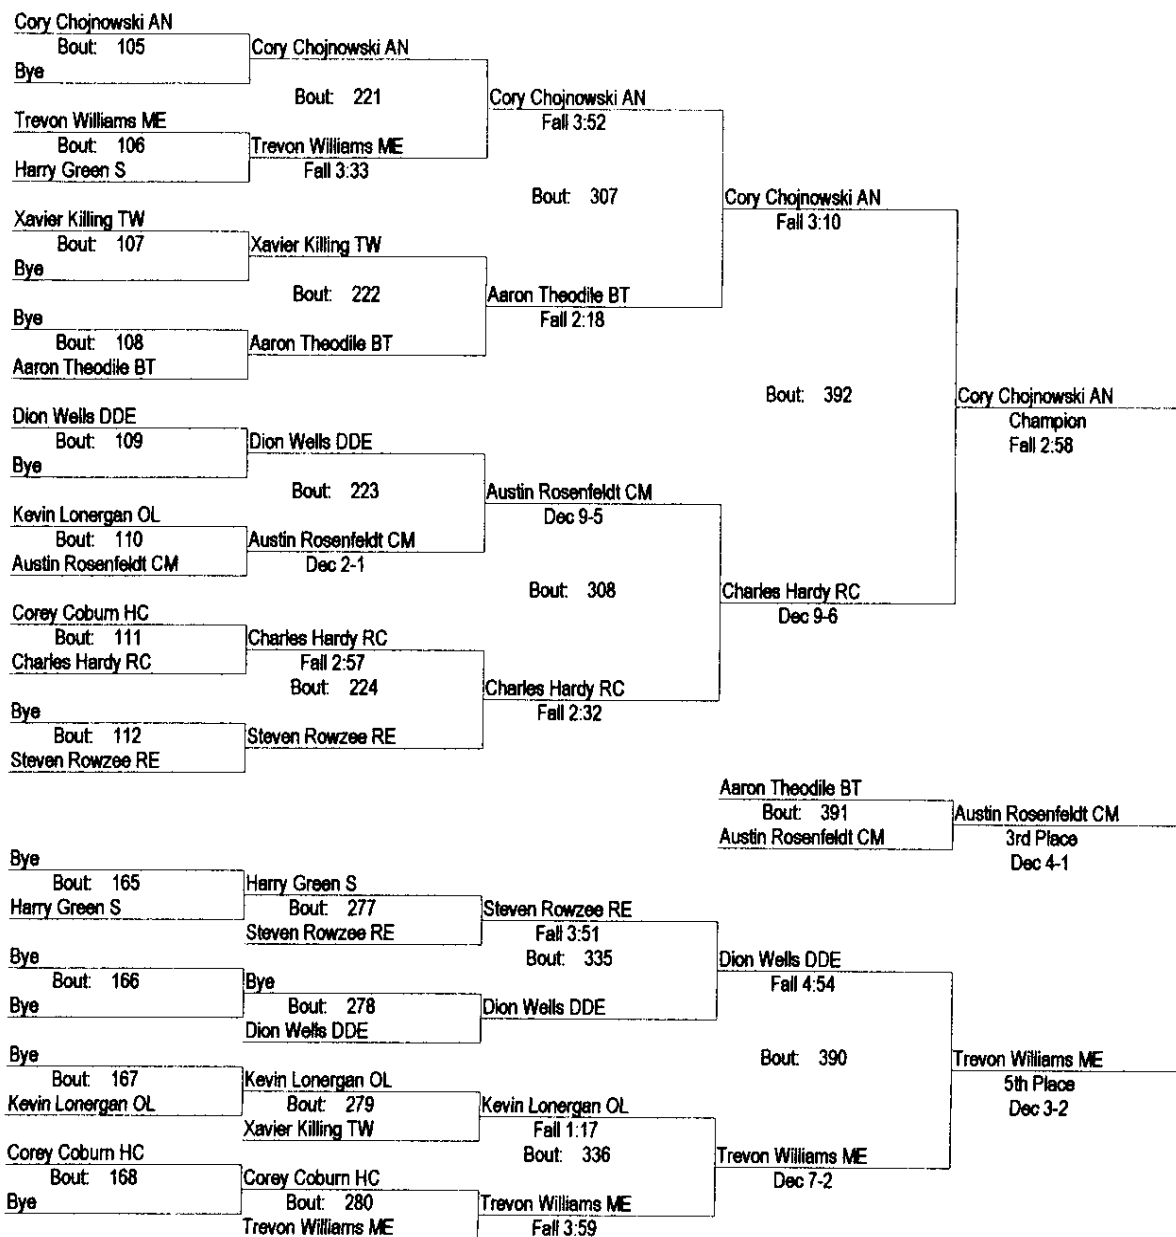 Cory Chojnowski AN
Bout: 105
Bye
Cory Chojnowski AN
Bout: 221
Trevon Williams ME
Bout: 106
Harry Green S
Trevon Williams ME
Fall 3:33
Cory Chojnowski AN
Fall 3:52
Bout: 307
Xavier Killing TW
Bout: 107
Bye
Xavier Killing TW
Bout: 222
Bye
Bout: 108
Aaron Theodile BT
Aaron Theodile BT
Aaron Theodile BT
Fall 2:18
Cory Chojnowski AN
Fall 3:10
Bout: 392
Dion Wells DDE
Bout: 109
Bye
Dion Wells DDE
Bout: 223
Kevin Lonergan OL
Bout: 110
Austin Rosenfeldt CM
Austin Rosenfeldt CM
Dec 2-1
Austin Rosenfeldt CM
Dec 9-5
Bout: 308
Corey Coburn HC
Bout: 111
Charles Hardy RC
Charles Hardy RC
Fall 2:57
Bout: 224
Bye
Bout: 112
Steven Rowzee RE
Steven Rowzee RE
Charles Hardy RC
Fall 2:32
Charles Hardy RC
Dec 9-6
Cory Chojnowski AN
Champion
Fall 2:58
Aaron Theodile BT
Bout: 391
Austin Rosenfeldt CM
Austin Rosenfeldt CM
3rd Place
Dec 4-1
Bye
Bout: 165
Harry Green S
Harry Green S
Bout: 277
Steven Rowzee RE
Steven Rowzee RE
Fall 3:51
Bout: 335
Bye
Bout: 166
Bye
Bye
Bout: 278
Dion Wells DDE
Dion Wells DDE
Dion Wells DDE
Fall 4:54
Bout: 390
Bye
Bout: 167
Kevin Lonergan OL
Kevin Lonergan OL
Bout: 279
Xavier Killing TW
Kevin Lonergan OL
Fall 1:17
Bout: 336
Corey Coburn HC
Bout: 168
Bye
Corey Coburn HC
Bout: 280
Trevon Williams ME
Trevon Williams ME
Fall 3:59
Trevon Williams ME
Dec 7-2
Trevon Williams ME
5th Place
Dec 3-2